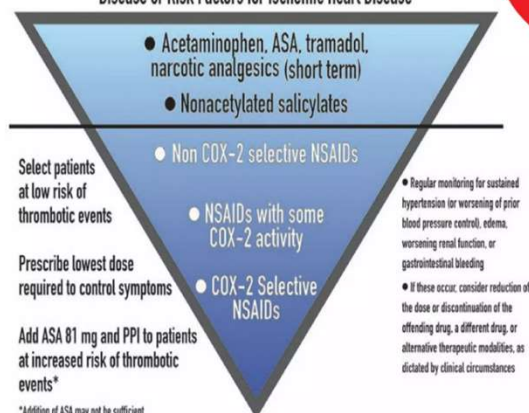 Disease or Risk Factors for Ischemic Heart Disease
● Acetaminophen, ASA, tramadol,
narcotic analgesics (short term)
● Nonacetylated salicylates
● Non COX-2 selective NSAIDs
● NSAIDs with some
COX-2 activity
● COX-2 Selective
NSAIDs
Select patients
at low risk of
thrombotic events
Prescribe lowest dose
required to control symptoms
Add ASA 81 mg and PPI to patients
at increased risk of thrombotic
events*
*Addition of ASA may not be sufficient
● Regular monitoring for sustained
hypertension (or worsening of prior
blood pressure control), edema,
worsening renal function, or
gastrointestinal bleeding
● If these occur, consider reduction of
the dose or discontinuation of the
offending drug, a different drug, or
alternative therapeutic modalities, as
dictated by clinical circumstances